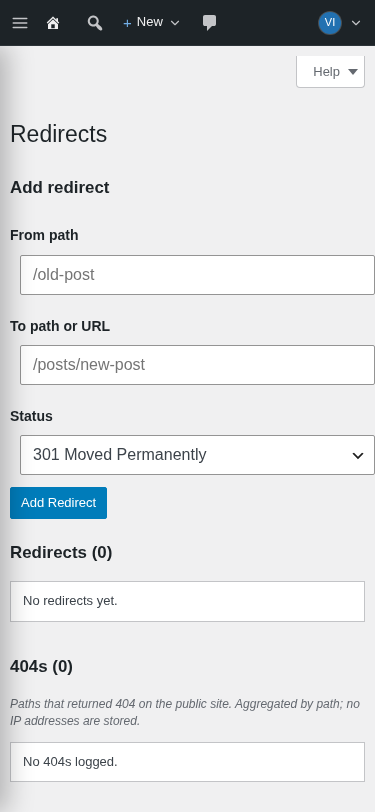 + New
VI
Help
Redirects
Add redirect
From path
/old-post
To path or URL
/posts/new-post
Status
301 Moved Permanently
Add Redirect
Redirects (0)
No redirects yet.
404s (0)
Paths that returned 404 on the public site. Aggregated by path; no
IP addresses are stored.
No 404s logged.